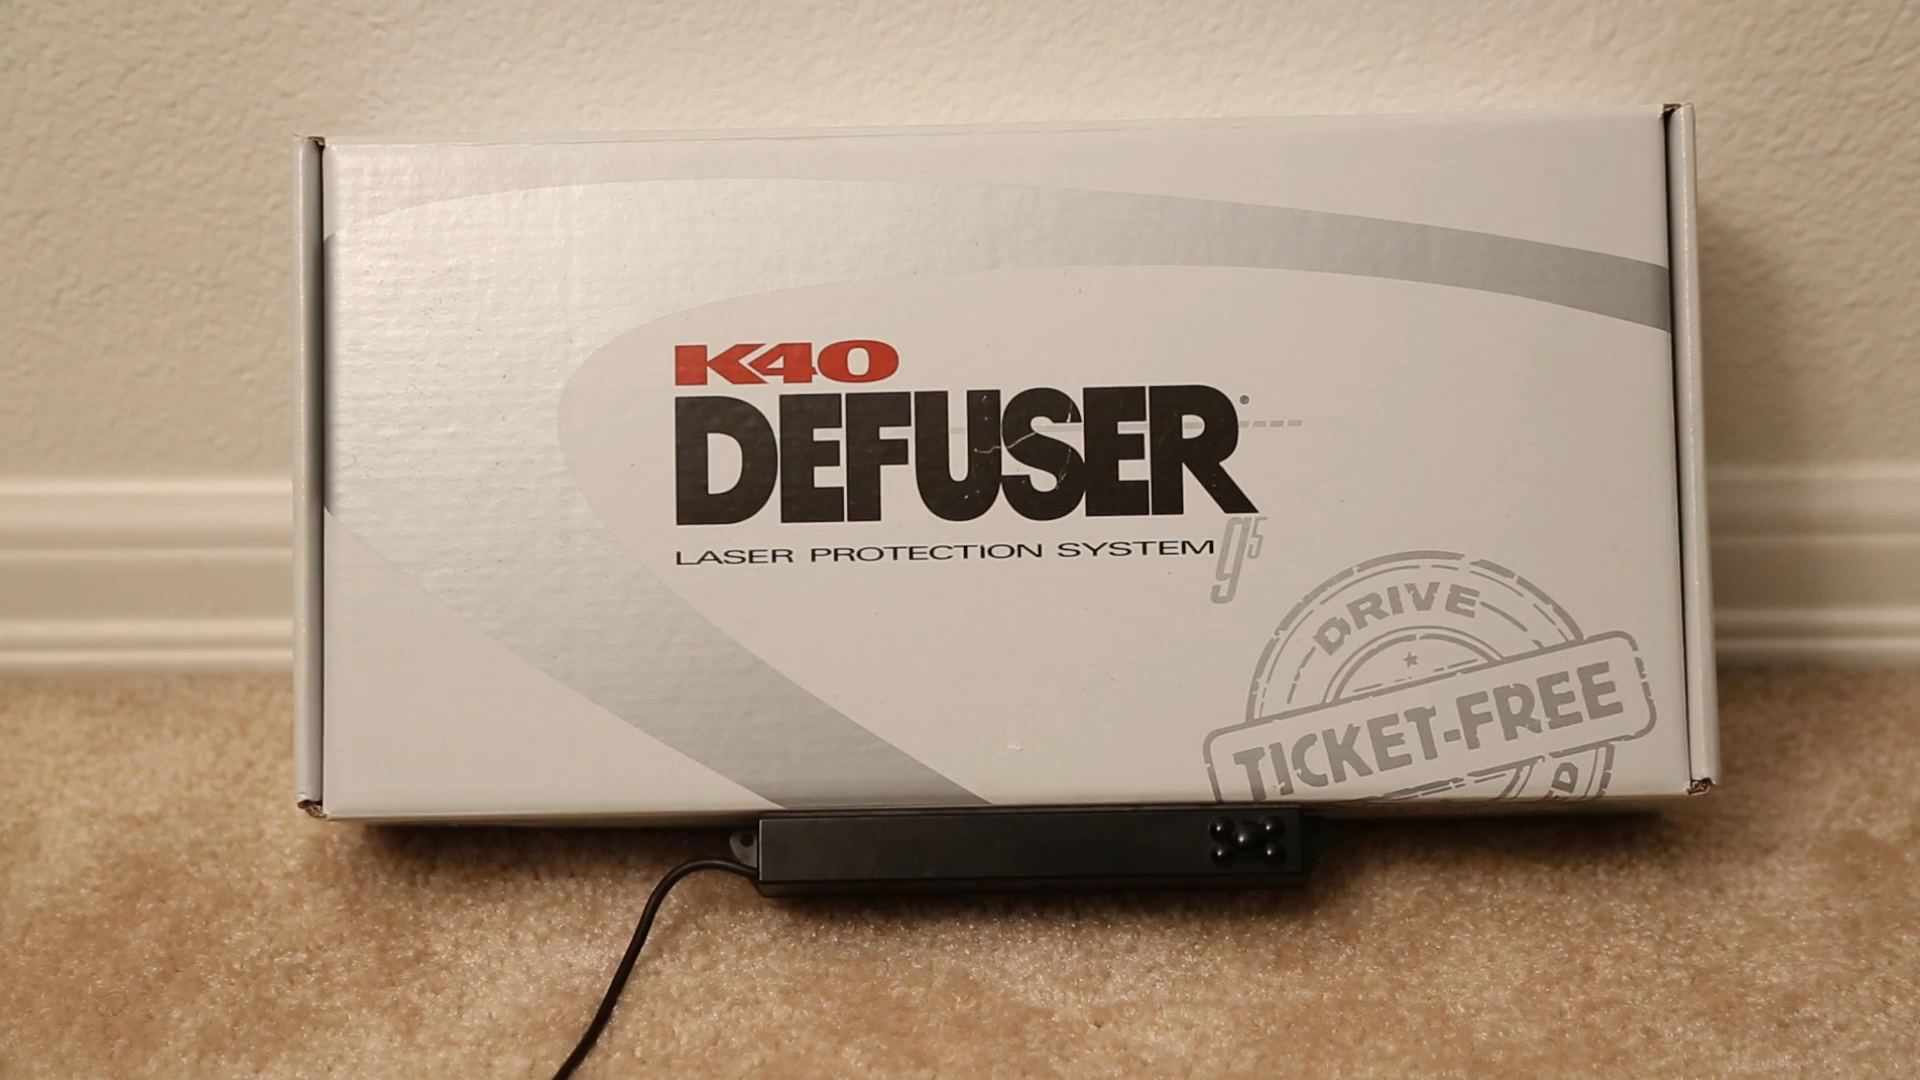 K40
DEFUSER®
LASER PROTECTION SYSTEM g5
DRIVE
TICKET-FREE